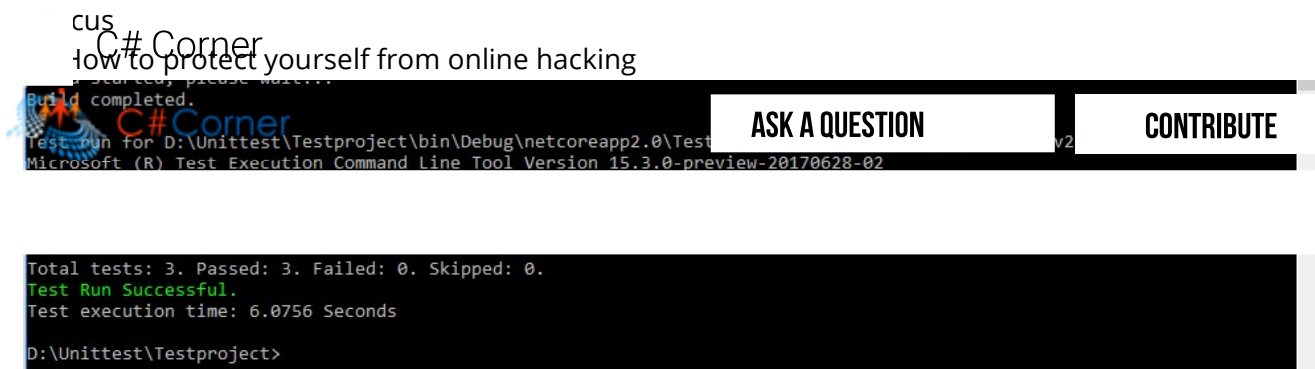 cus
C# Corner
How to protect yourself from online hacking
Build completed.
C#Corner
ASK A QUESTION
CONTRIBUTE
Test run for D:\Unittest\Testproject\bin\Debug\netcoreapp2.0\Test
Microsoft (R) Test Execution Command Line Tool Version 15.3.0-preview-20170628-02
Total tests: 3. Passed: 3. Failed: 0. Skipped: 0.
Test Run Successful.
Test execution time: 6.0756 Seconds
D:\Unittest\Testproject>